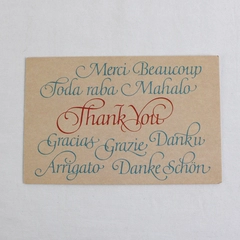 Merci Beaucoup
Toda raba Mahalo
Thank You
Gracias Grazie Danku
Arrigato Danke Schön